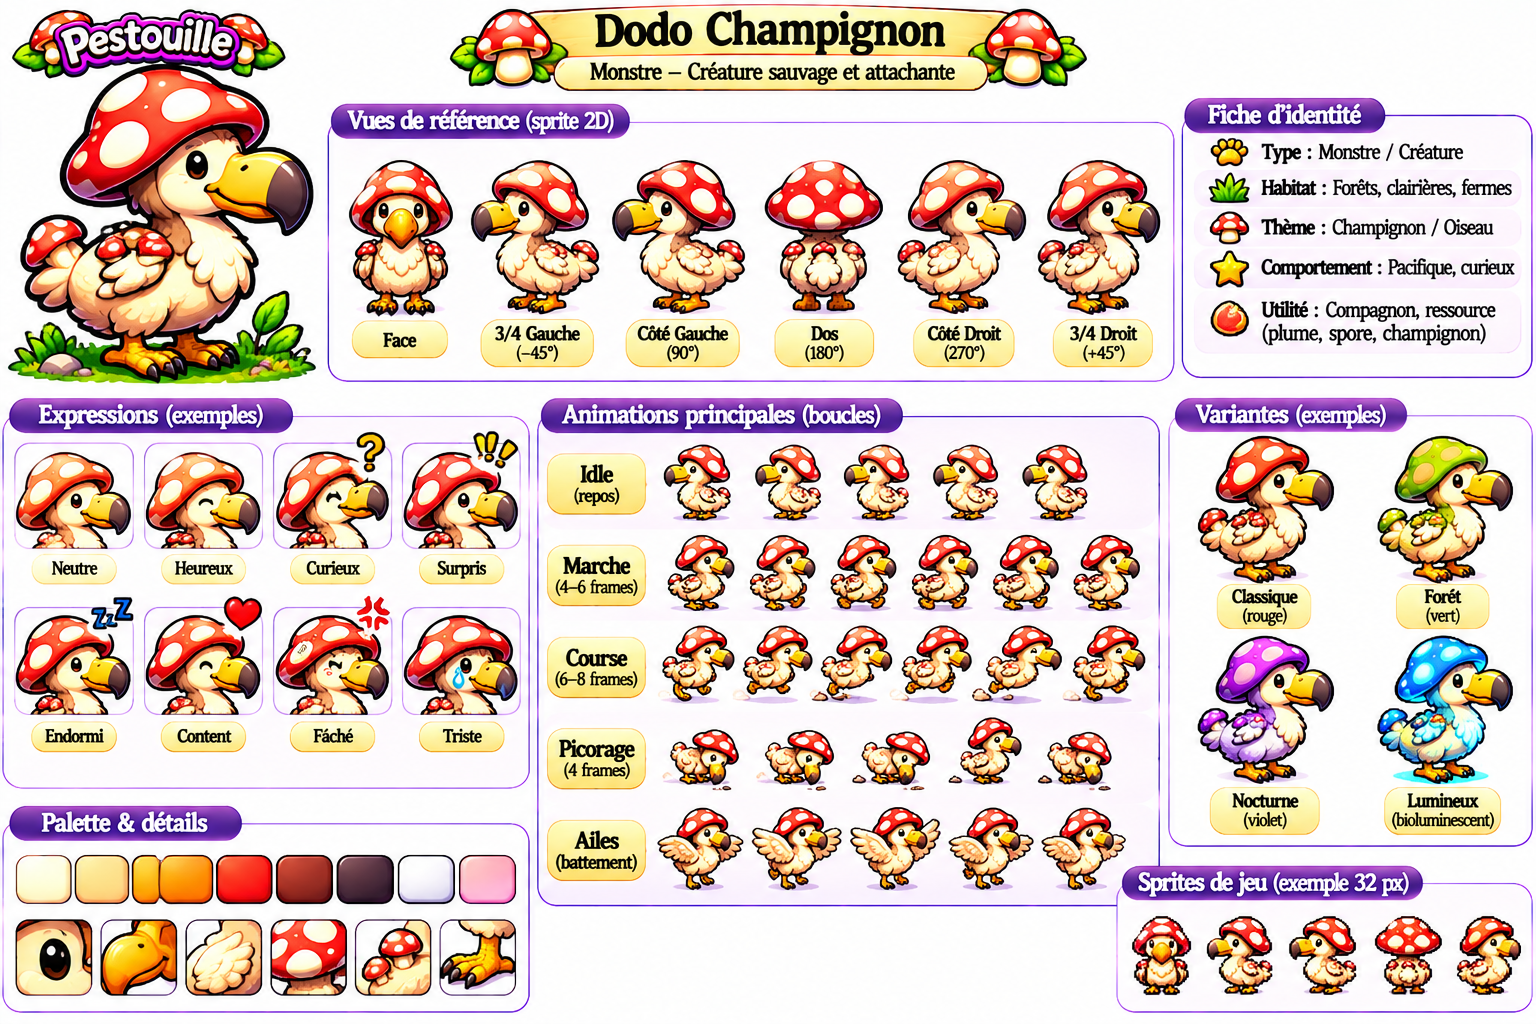 Pestouille
Dodo Champignon
Monstre – Créature sauvage et attachante
Vues de référence (sprite 2D)
Face
3/4 Gauche
(–45°)
Côté Gauche
(90°)
Dos
(180°)
Côté Droit
(270°)
3/4 Droit
(+45°)
Fiche d'identité
Type : Monstre / Créature
Habitat : Forêts, clairières, fermes
Thème : Champignon / Oiseau
Comportement : Pacifique, curieux
Utilité : Compagnon, ressource
(plume, spore, champignon)
Expressions (exemples)
?
!!!
Neutre
Heureux
Curieux
Surpris
ZzZ
Endormi
Content
Fáché
Triste
Animations principales (boucles)
Idle
(repos)
Marche
(4–6 frames)
Course
(6–8 frames)
Picorage
(4 frames)
Ailes
(battement)
Variantes (exemples)
Classique
(rouge)
Forét
(vert)
Nocturne
(violet)
Lumineux
(bioluminescent)
Palette & détails
Sprites de jeu (exemple 32 px)